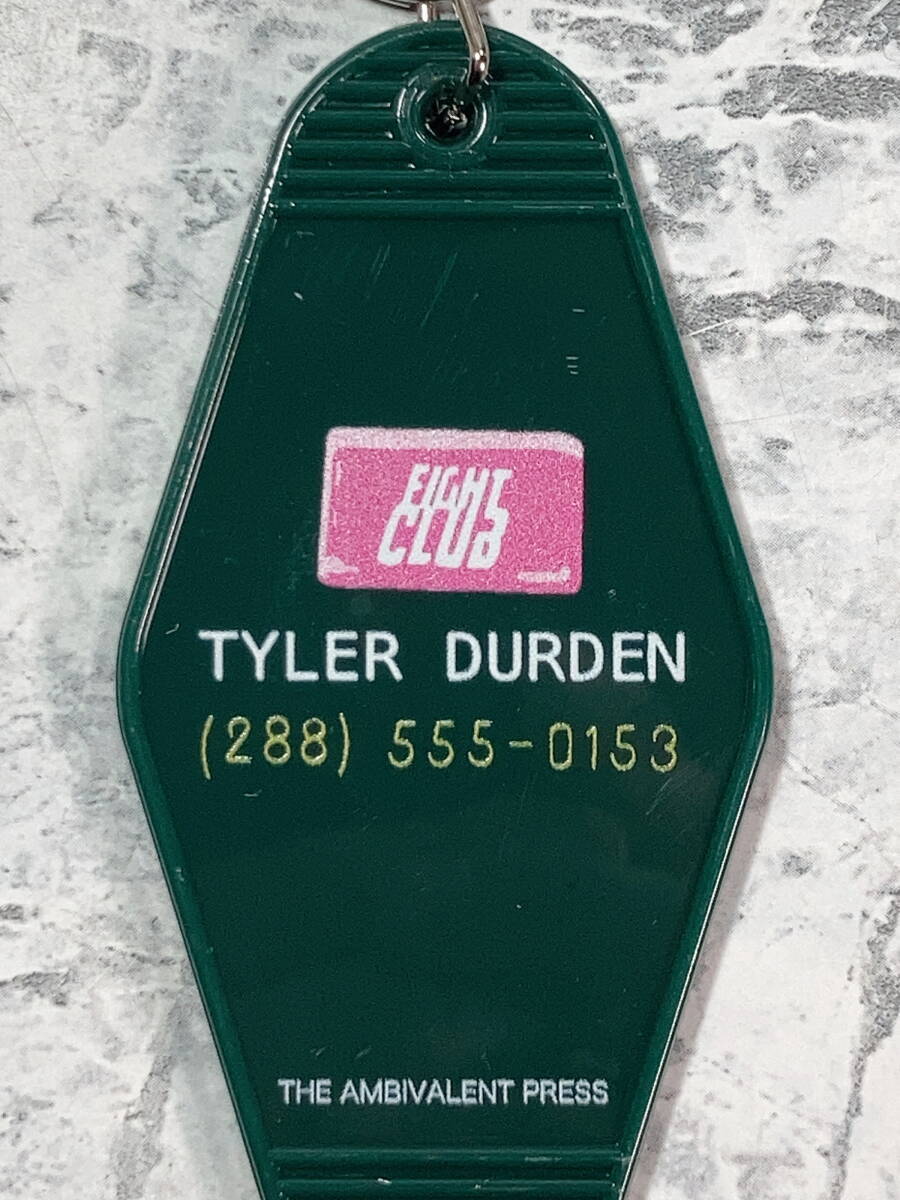 FIGHT
CLUB
TYLER DURDEN
(288) 555-0153
THE AMBIVALENT PRESS